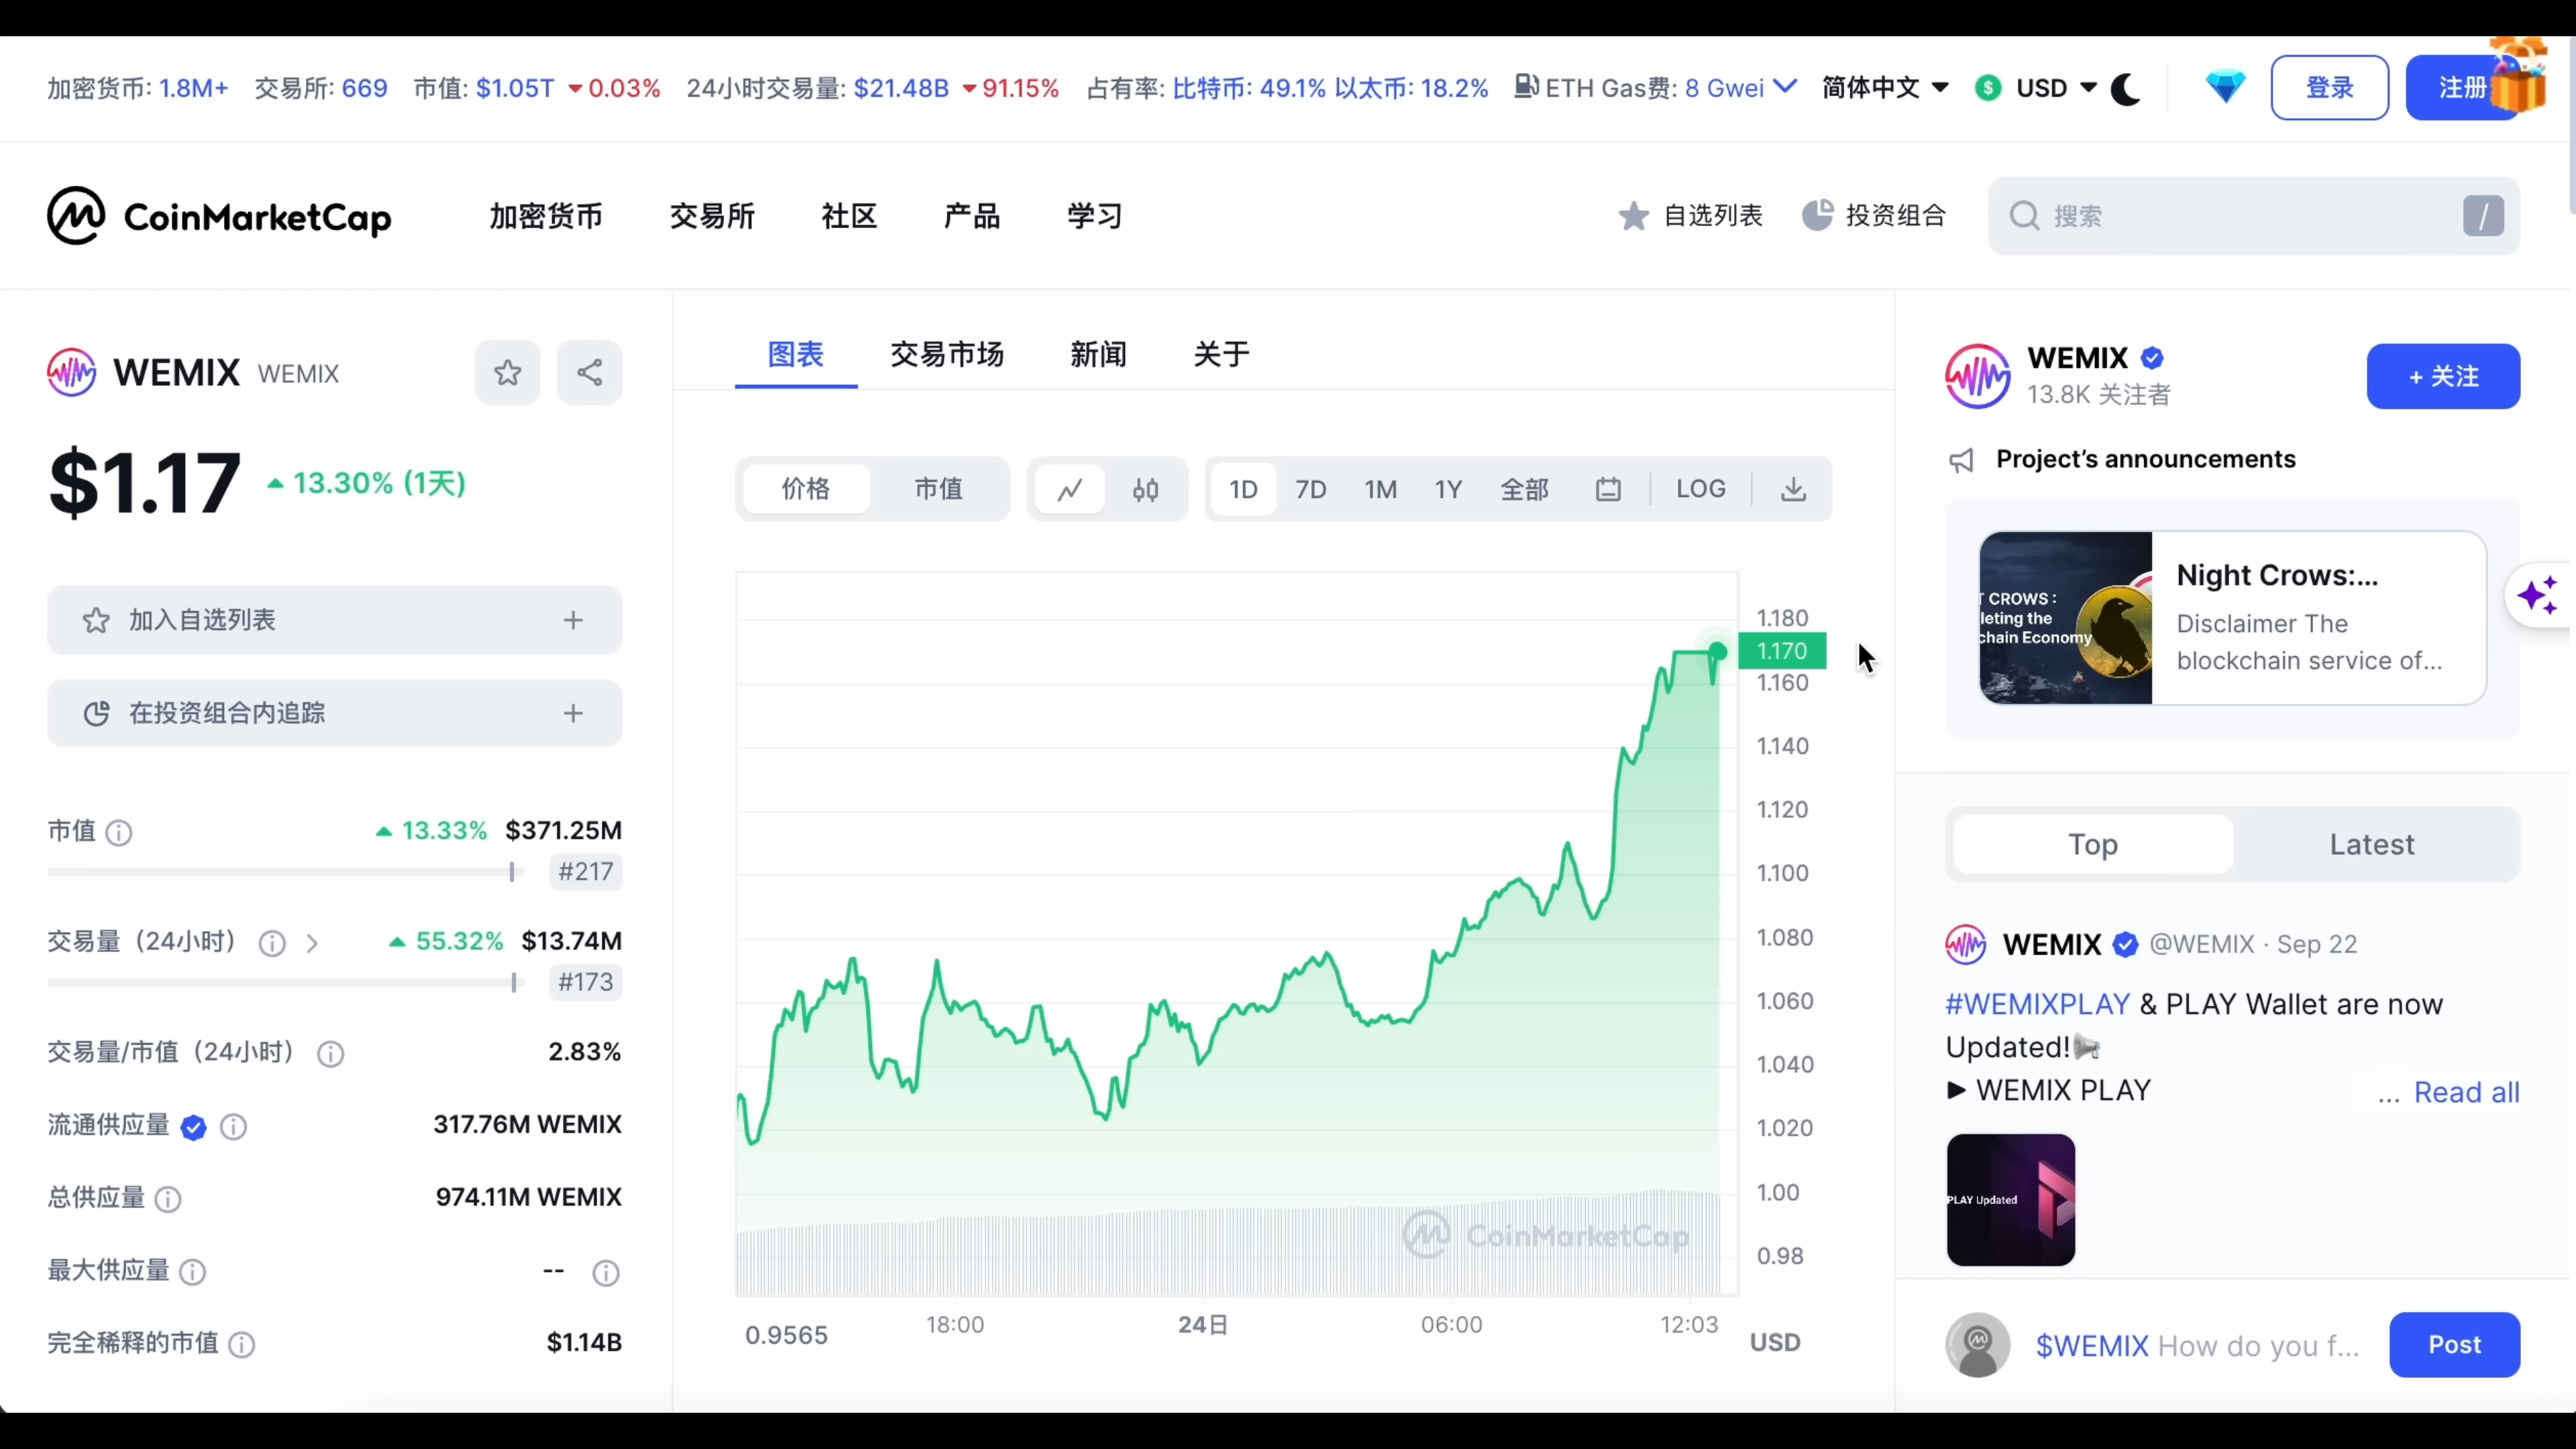 加密货币: 1.8M+ 交易所: 669 市值: $1.05T 0.03% 24小时交易量: $21.48B 91.15% 占有率: 比特币: 49.1% 以太币: 18.2% ETH Gas费: 8 Gwei 简体中文 USD 登录 注册
CoinMarketCap 加密货币 交易所 社区 产品 学习 自选列表 投资组合 搜索 /
WEMIX WEMIX
$1.17 13.30% (1天)
加入自选列表 +
在投资组合内追踪 +
市值 13.33% $371.25M
#217
交易量（24小时） 55.32% $13.74M
#173
交易量/市值（24小时） 2.83%
流通供应量 317.76M WEMIX
总供应量 974.11M WEMIX
最大供应量 --
完全稀释的市值 $1.14B
图表 交易市场 新闻 关于
价格 市值 1D 7D 1M 1Y 全部 LOG
1.180
1.170
1.160
1.140
1.120
1.100
1.080
1.060
1.040
1.020
1.00
0.98
CoinMarketCap
0.9565 18:00 24日 06:00 12:03 USD
WEMIX
13.8K 关注者
+ 关注
Project's announcements
T CROWS :
leting the
chain Economy
Night Crows:...
Disclaimer The
blockchain service of...
Top Latest
WEMIX @WEMIX · Sep 22
#WEMIXPLAY & PLAY Wallet are now
Updated!
► WEMIX PLAY ... Read all
PLAY Updated
$WEMIX How do you f... Post